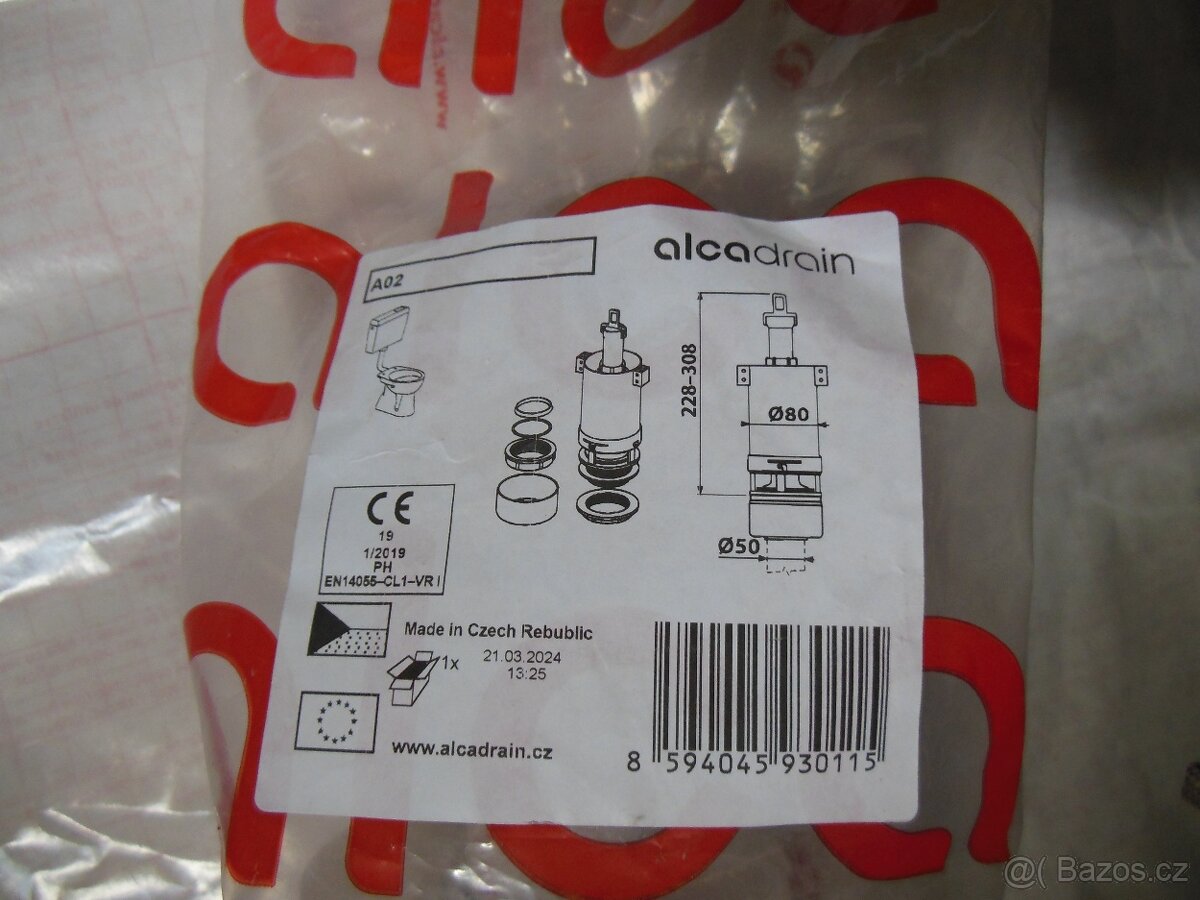 alcadrain
A02
228-308
Ø80
Ø50
CE
19
1/2019
PH
EN14055-CL1-VR I
Made in Czech Rebublic
1x
21.03.2024
13:25
www.alcadrain.cz
8 594045 930115
@( Bazos.cz